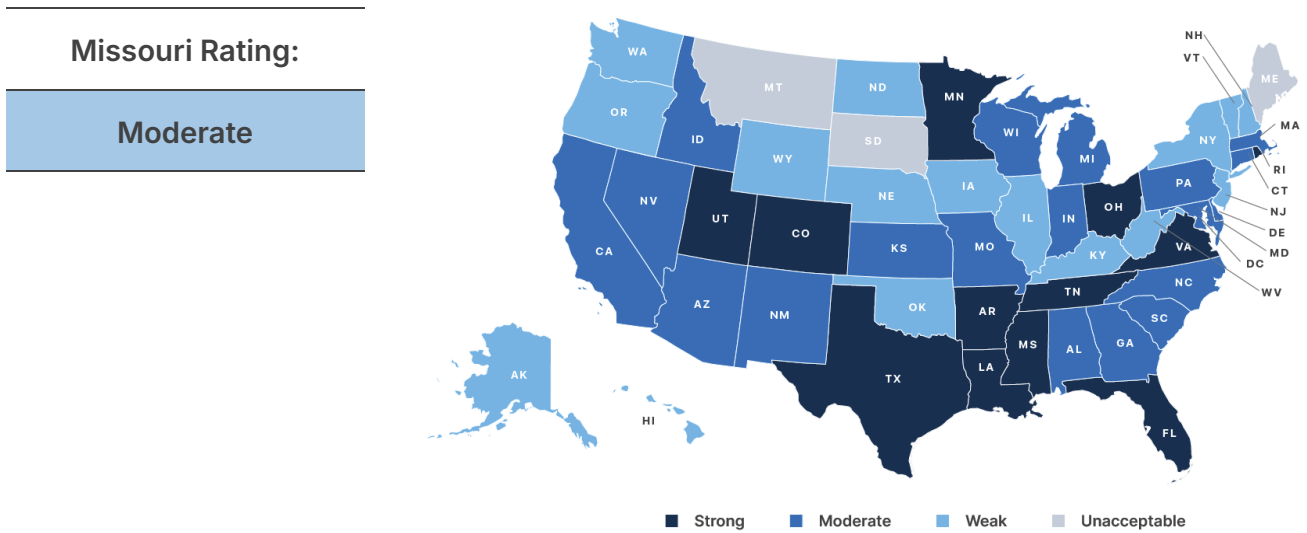 Missouri Rating:
Moderate
NH
VT
WA
MT
ND
MN
ME
OR
ID
WI
MI
NY
MA
SD
WY
RI
IA
PA
CT
NE
NV
UT
OH
IL
IN
NJ
CO
DE
CA
KS
MO
VA
MD
KY
DC
WV
AZ
NM
OK
TN
NC
AR
SC
MS
AL
GA
LA
AK
TX
HI
FL
Strong
Moderate
Weak
Unacceptable